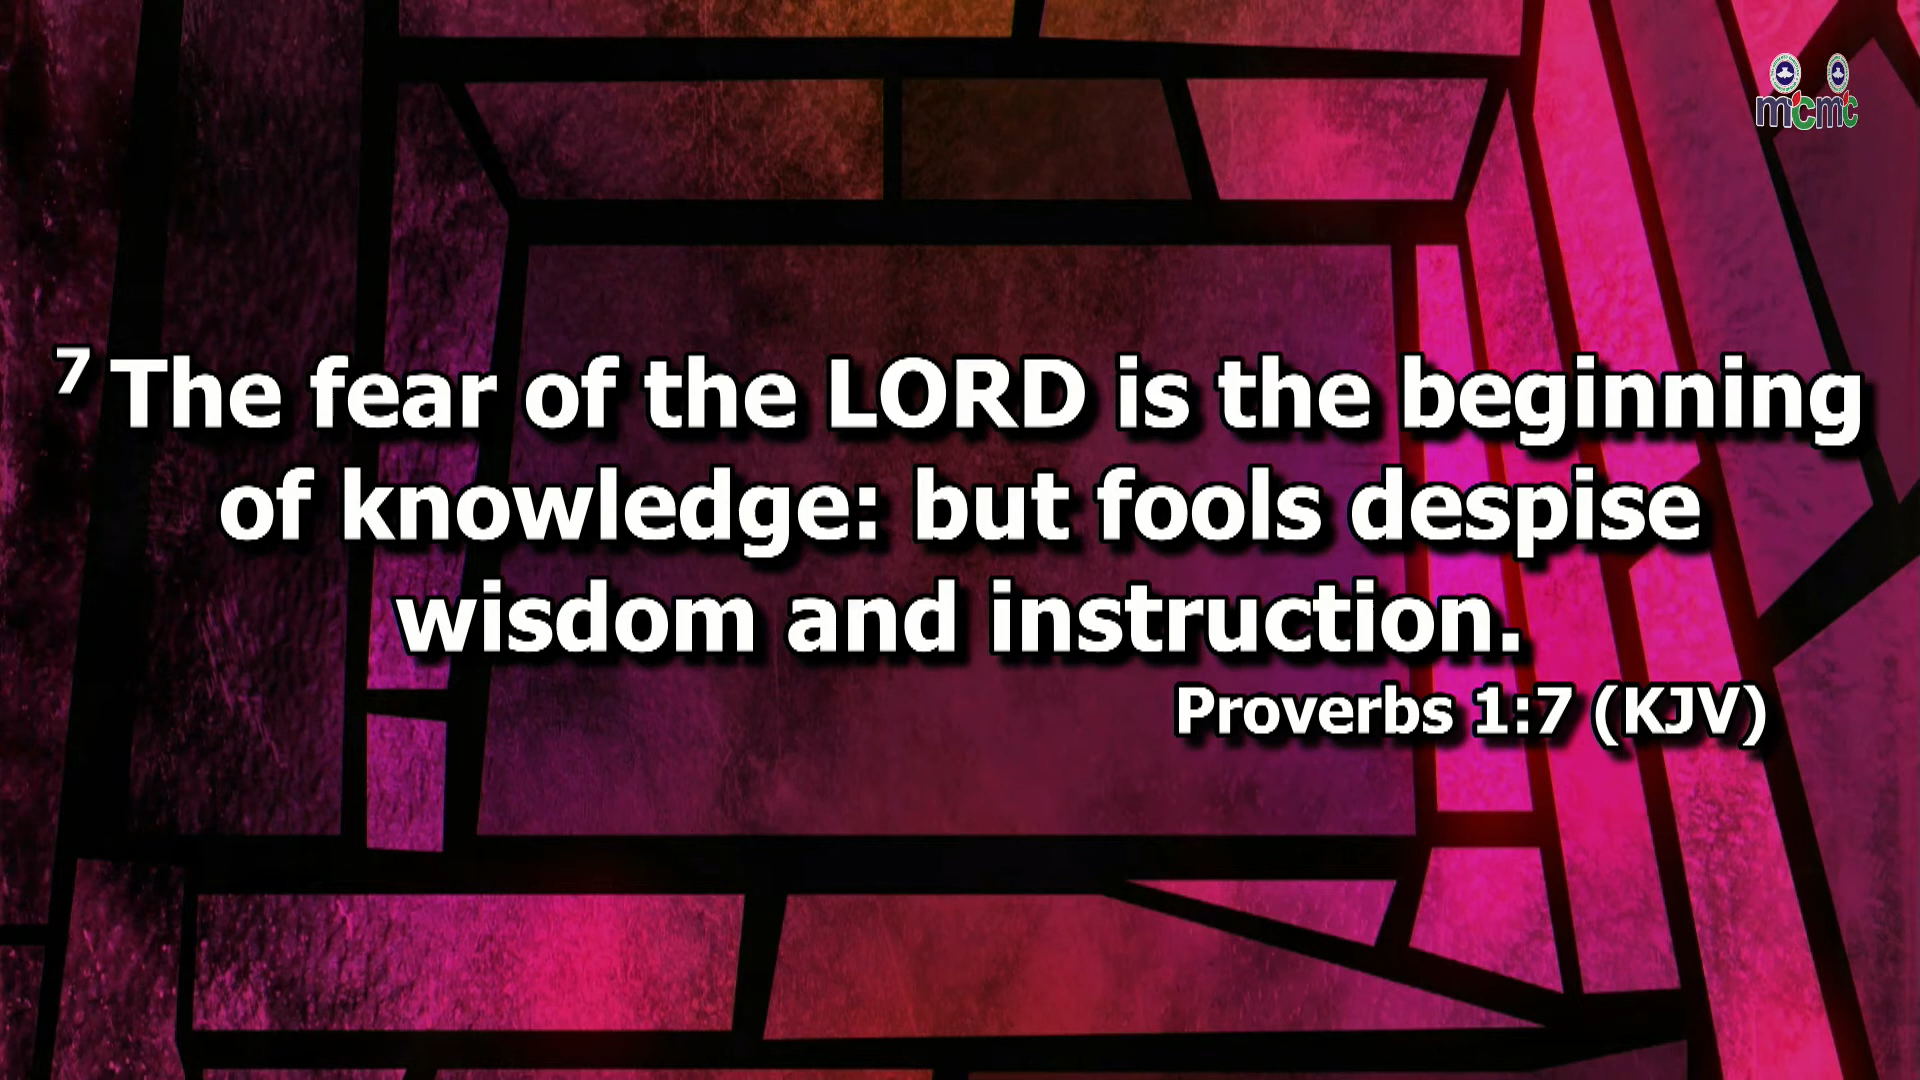 mcmc
7 The fear of the LORD is the beginning
of knowledge: but fools despise
wisdom and instruction.
Proverbs 1:7 (KJV)